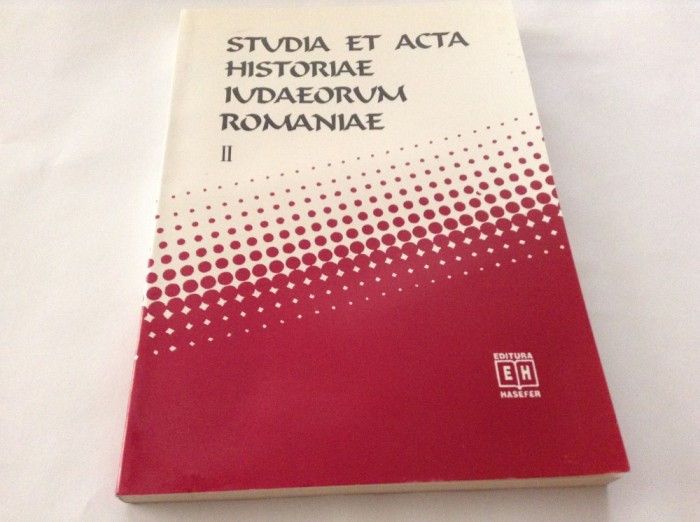 STUDIA ET ACTA
HISTORIAE
IUDAEORUM
ROMANIAE
II
EDITURA
EH
HASEFER